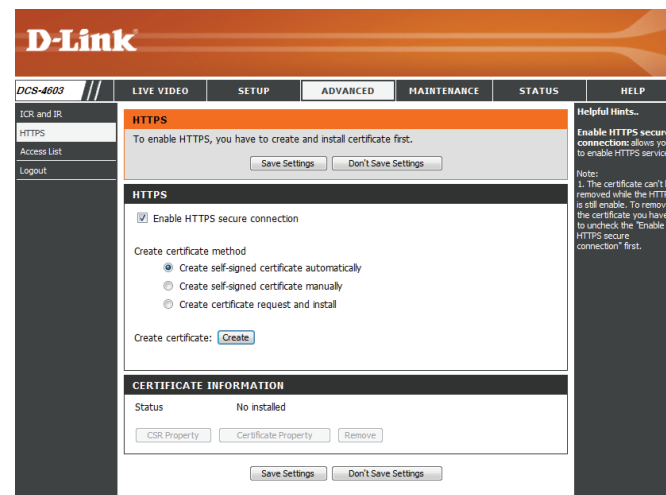 D-Link
DCS-4603
LIVE VIDEO
SETUP
ADVANCED
MAINTENANCE
STATUS
HELP
ICR and IR
HTTPS
Access List
Logout
HTTPS
To enable HTTPS, you have to create and install certificate first.
Save Settings
Don't Save Settings
HTTPS
Enable HTTPS secure connection
Create certificate method
Create self-signed certificate automatically
Create self-signed certificate manually
Create certificate request and install
Create certificate:
Create
CERTIFICATE INFORMATION
Status
No installed
CSR Property
Certificate Property
Remove
Save Settings
Don't Save Settings
Helpful Hints..
Enable HTTPS secure
connection: allows yo
to enable HTTPS service
Note:
1. The certificate can't
removed while the HTT
is still enable. To remov
the certificate you have
to uncheck the "Enable
HTTPS secure
connection" first.